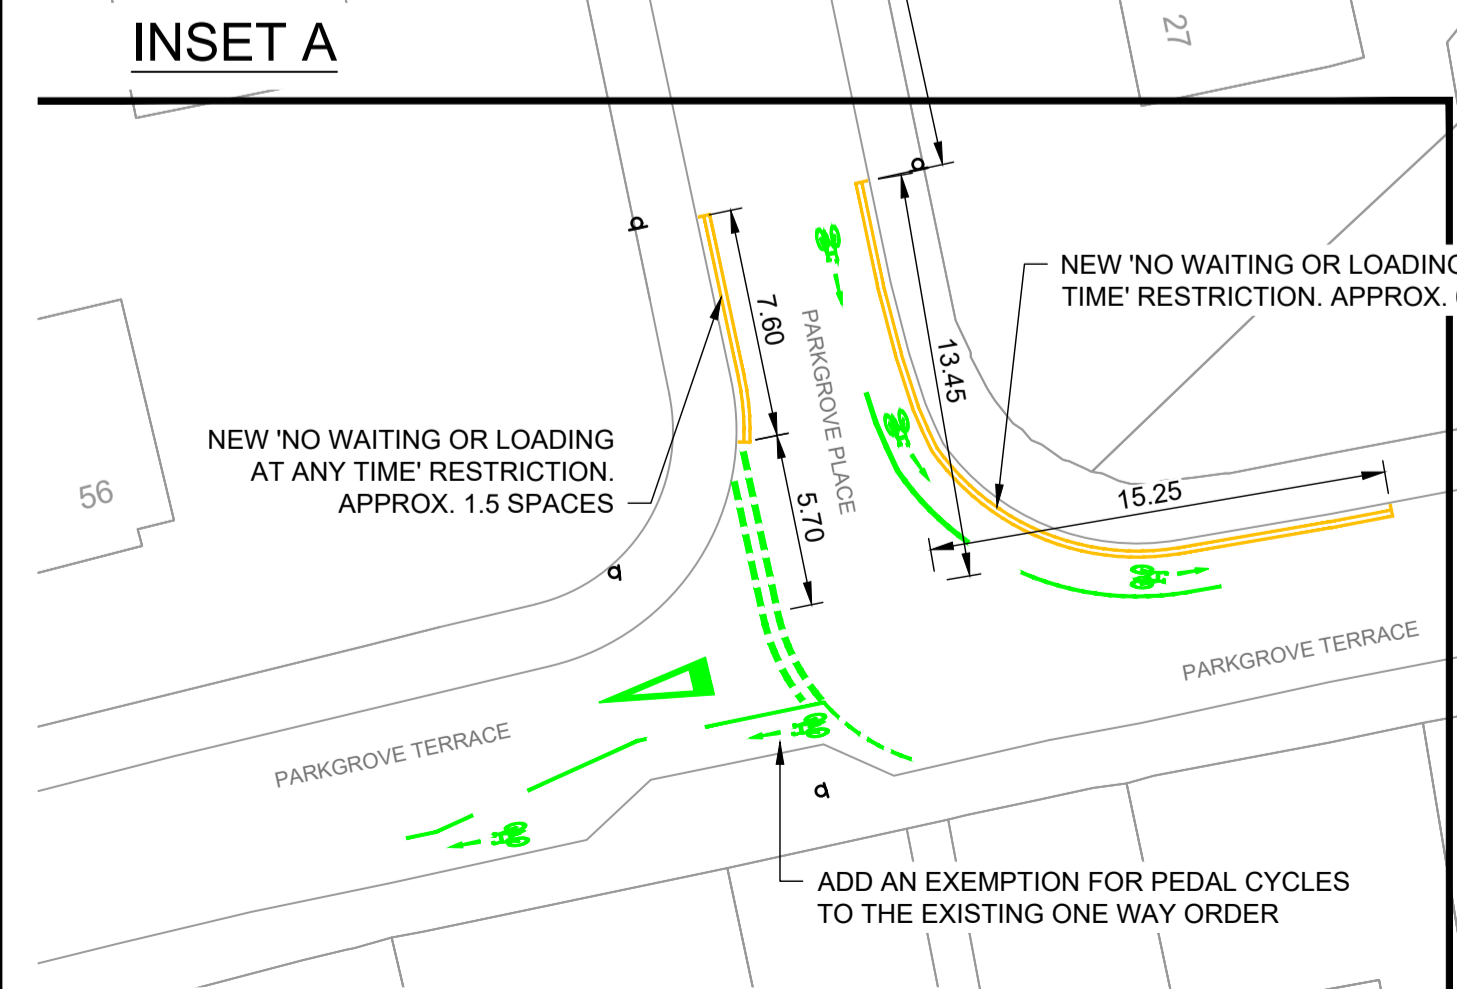 INSET A
27
NEW 'NO WAITING OR LOADING
TIME' RESTRICTION. APPROX.
7.60
PARKGROVE PLACE
13.45
NEW 'NO WAITING OR LOADING
AT ANY TIME' RESTRICTION.
APPROX. 1.5 SPACES
56
5.70
15.25
PARKGROVE TERRACE
PARKGROVE TERRACE
ADD AN EXEMPTION FOR PEDAL CYCLES
TO THE EXISTING ONE WAY ORDER